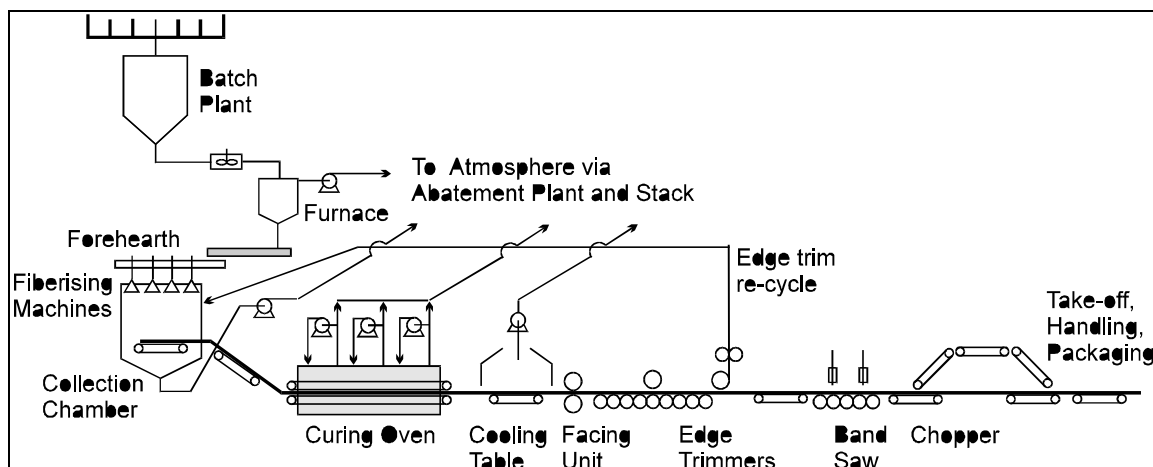 Batch
Plant
To Atmosphere via
Abatement Plant and Stack
Furnace
Forehearth
Fiberising
Machines
Edge trim
re-cycle
Take-off,
Handling,
Packaging
Collection
Chamber
Curing Oven
Cooling
Table
Facing
Unit
Edge
Trimmers
Band
Saw
Chopper